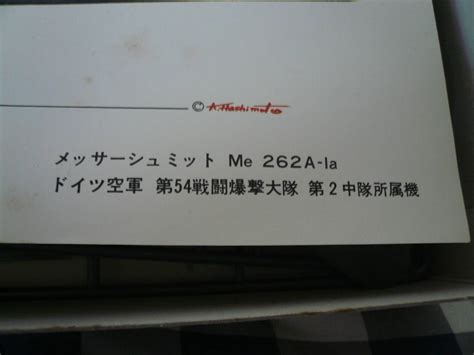 © K.Hashimoto
メッサーシュミット Me 262A-la
ドイツ空軍 第54戦闘爆撃大隊 第2中隊所属機